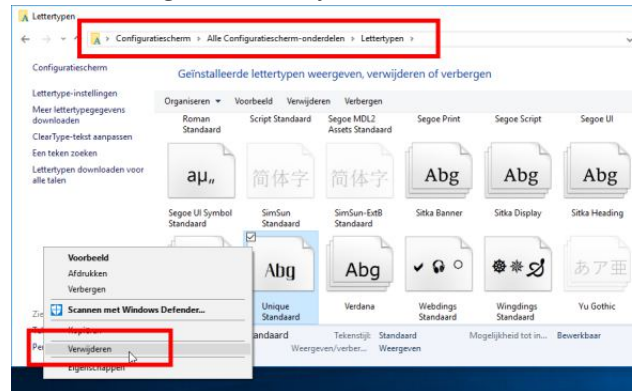 Lettertypen
Configuratiescherm > Alle Configuratiescherm-onderdelen > Lettertypen >
Configuratiescherm
Geïnstalleerde lettertypen weergeven, verwijderen of verbergen
Lettertype-instellingen
Meer lettertypegegevens
downloaden
ClearType-tekst aanpassen
Een teken zoeken
Lettertypen downloaden voor
alle talen
Organiseren Voorbeeld Verwijderen Verbergen
Roman
Standaard
Script Standaard
Segoe MDL2
Assets Standaard
Segoe Print
Segoe Script
Segoe UI
aμ„
简体字
简体字
Abg
Abg
Abg
Segoe UI Symbol
Standaard
SimSun
Standaard
SimSun-ExtB
Standaard
Sitka Banner
Sitka Display
Sitka Heading
Abg
Abg
あア亜
Unique
Standaard
Verdana
Webdings
Standaard
Wingdings
Standaard
Yu Gothic
Voorbeeld
Afdrukken
Verbergen
Scannen met Windows Defender...
Kopiëren
Verwijderen
Eigenschappen
Zie
Pe
andaard
Tekenstijl: Standaard
Mogelijkheid tot in... Bewerkbaar
Weergeven/verber... Weergeven